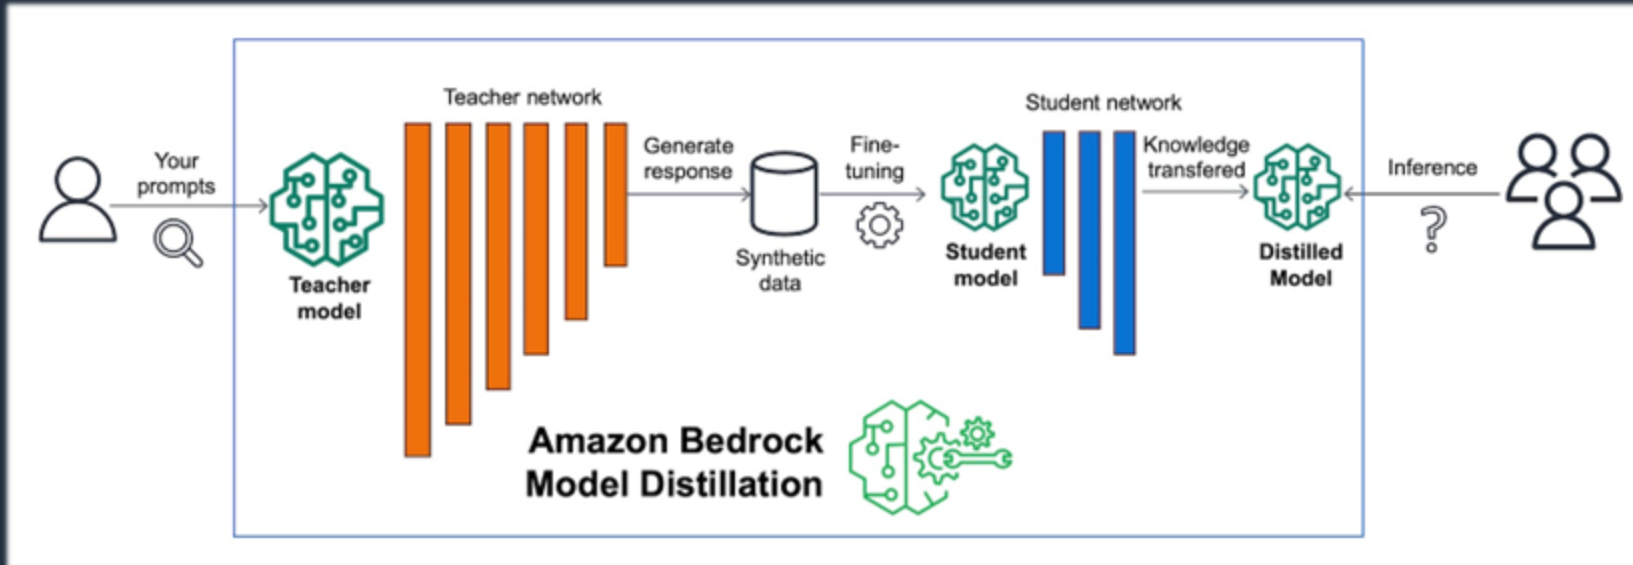 Your
prompts
Teacher
model
Teacher network
Generate
response
Synthetic
data
Fine-
tuning
Student
model
Student network
Knowledge
transfered
Distilled
Model
Inference
Amazon Bedrock
Model Distillation